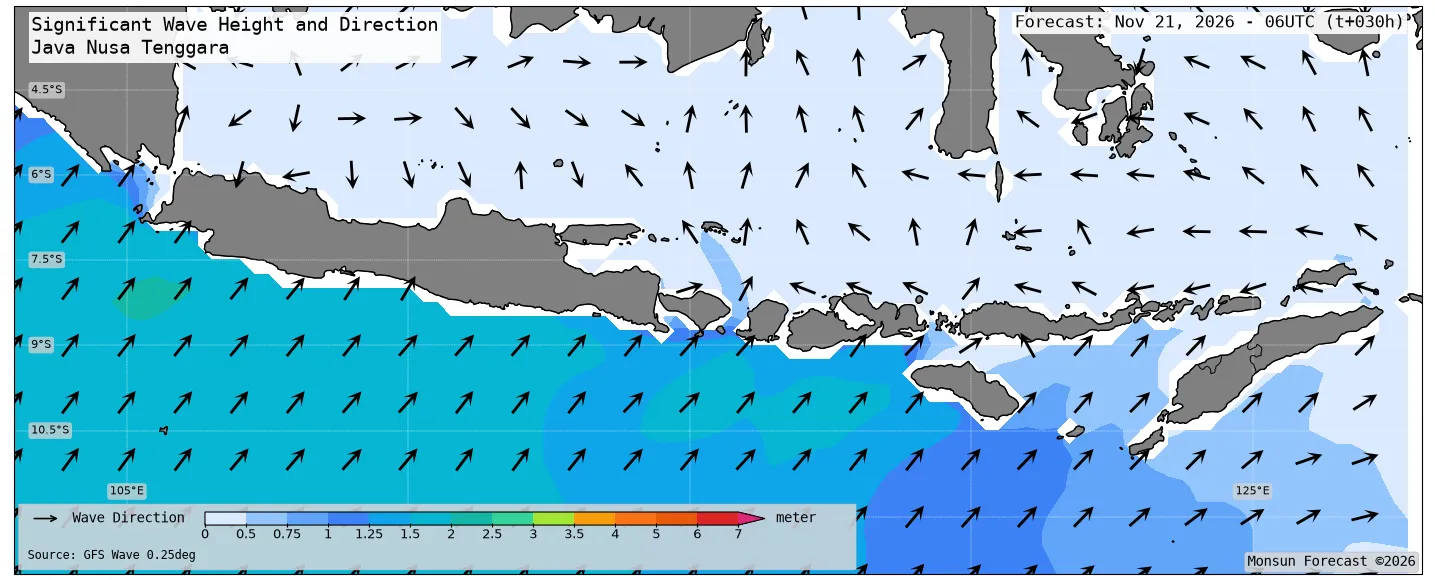 Significant Wave Height and Direction
Java Nusa Tenggara
Forecast: Nov 21, 2026 - 06UTC (t+030h)
4.5°S
6°S
7.5°S
9°S
10.5°S
105°E
125°E
Wave Direction
0 0.5 0.75 1 1.25 1.5 2 2.5 3 3.5 4 5 6 7
meter
Source: GFS Wave 0.25deg
Monsun Forecast ©2026